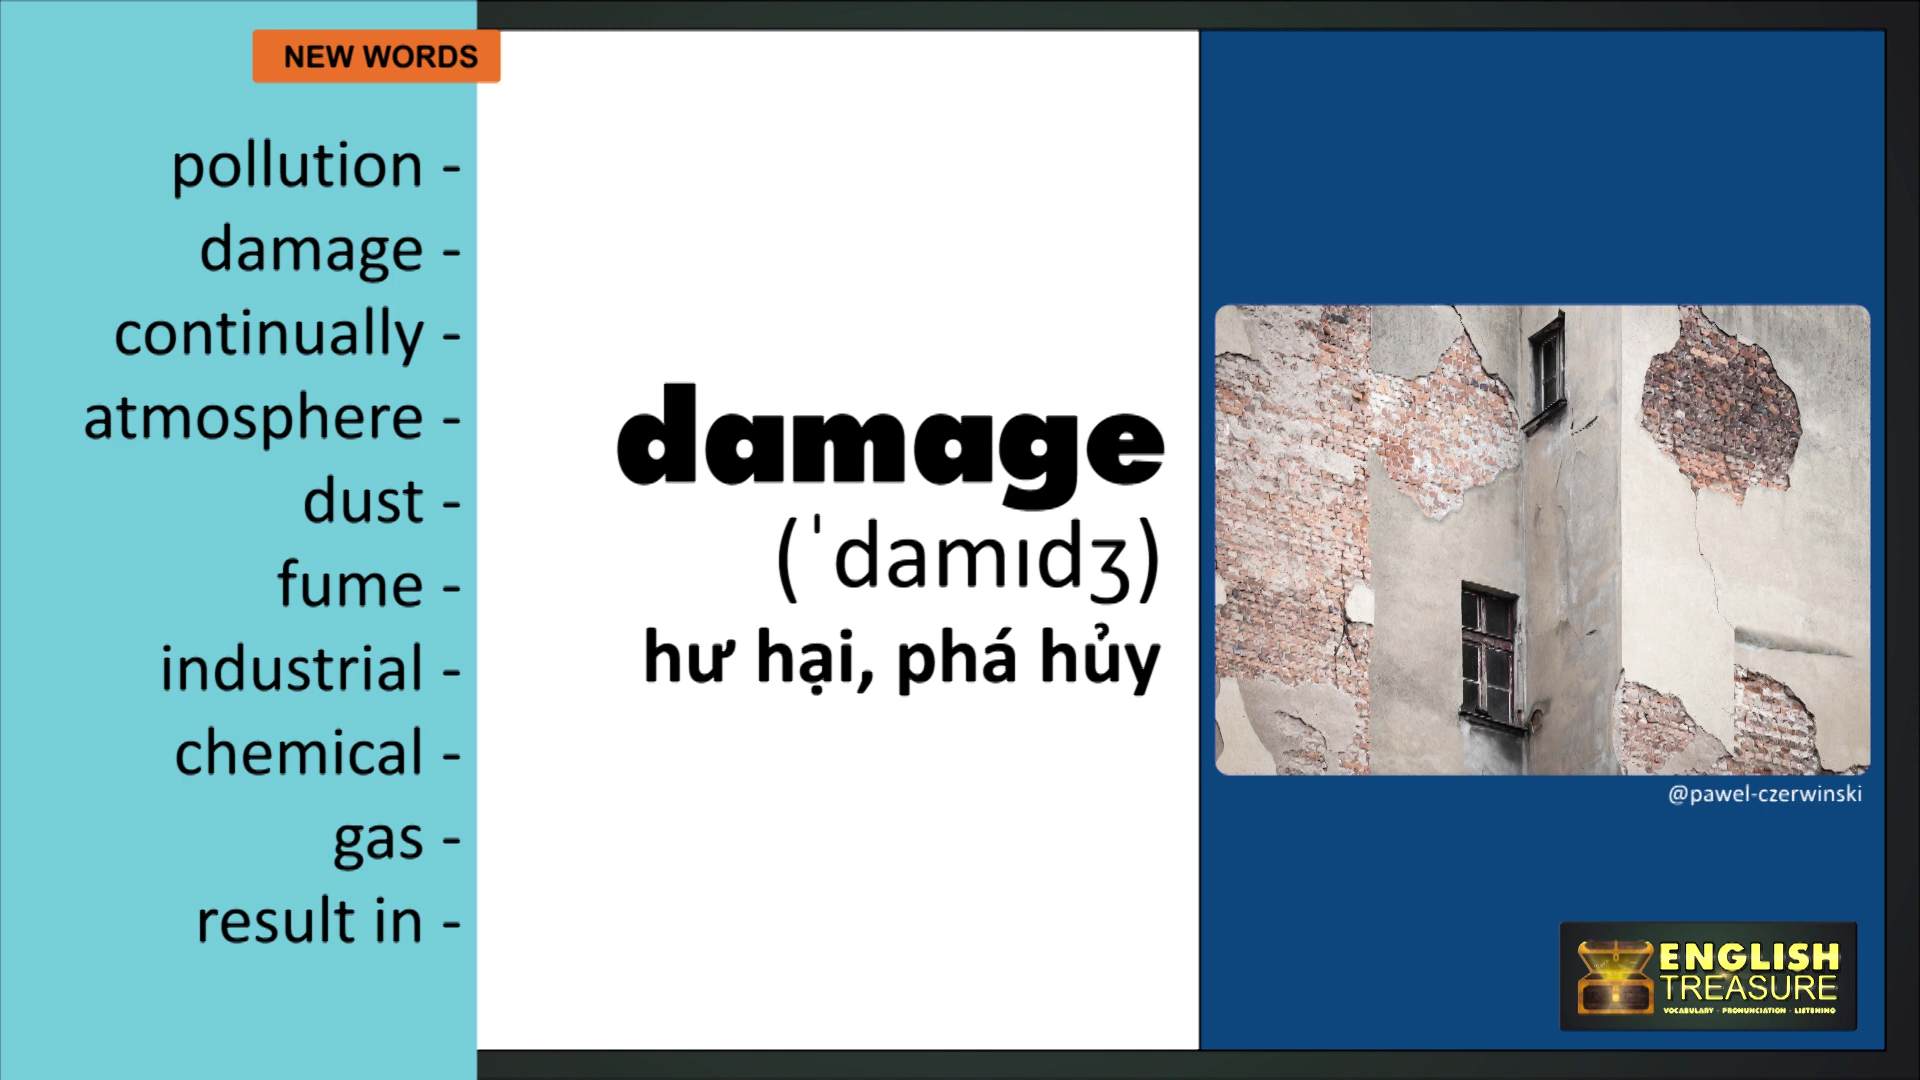 NEW WORDS
pollution -
damage -
continually -
atmosphere -
dust -
fume -
industrial -
chemical -
gas -
result in -
damage
(ˈdamɪdʒ)
hư hại, phá hủy
@pawel-czerwinski
ENGLISH
TREASURE
VOCABULARY - PRONUNCIATION - LISTENING